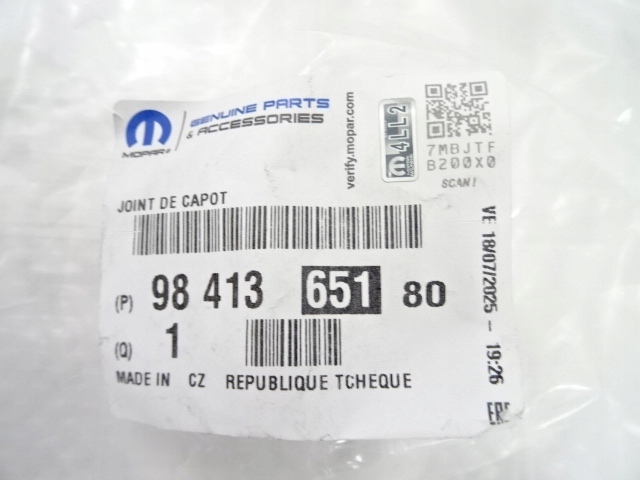 MOPAR
GENUINE PARTS
& ACCESSORIES
verify.mopar.com
4LL2
7MBJTF
B200X0
SCAN!
JOINT DE CAPOT
(P) 98 413 651 80
(Q) 1
MADE IN CZ REPUBLIQUE TCHEQUE
VE 18/07/2025 - 19:26